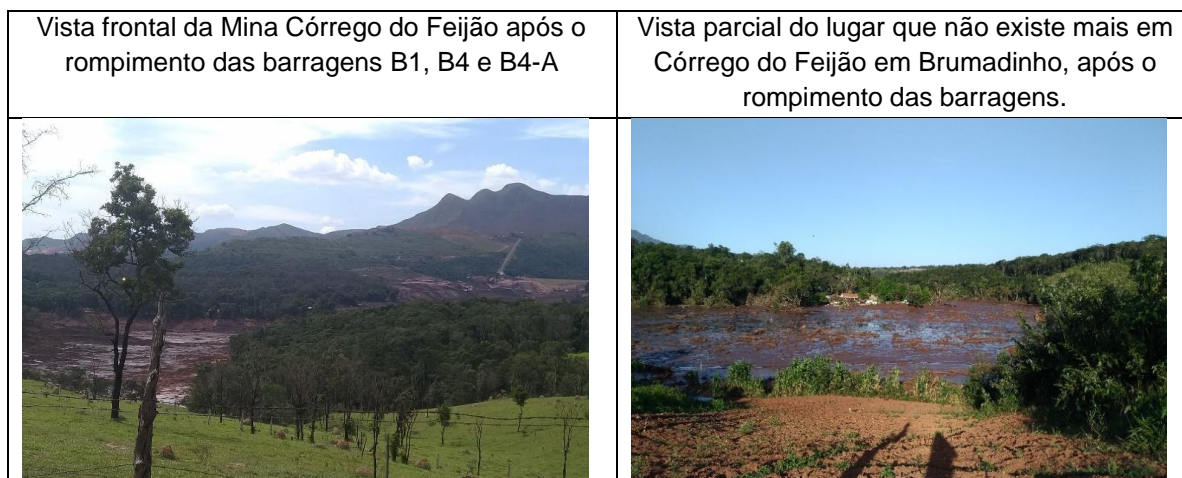 Vista frontal da Mina Córrego do Feijão após o
rompimento das barragens B1, B4 e B4-A
Vista parcial do lugar que não existe mais em
Córrego do Feijão em Brumadinho, após o
rompimento das barragens.